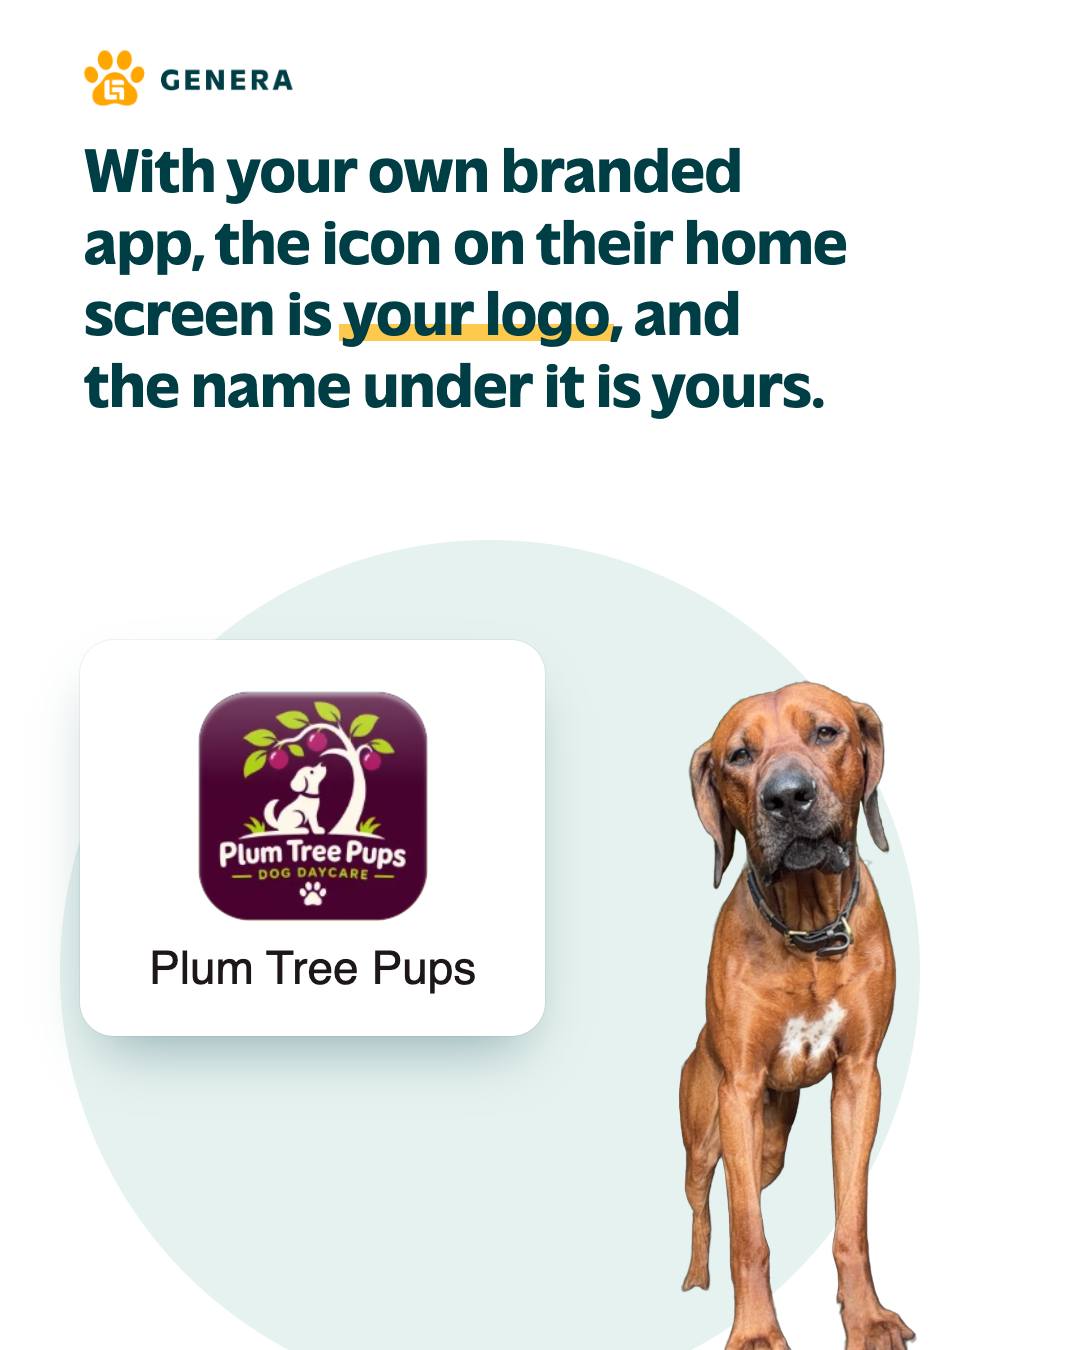 GENERA
With your own branded
app, the icon on their home
screen is your logo, and
the name under it is yours.
Plum Tree Pups
DOG DAYCARE
Plum Tree Pups